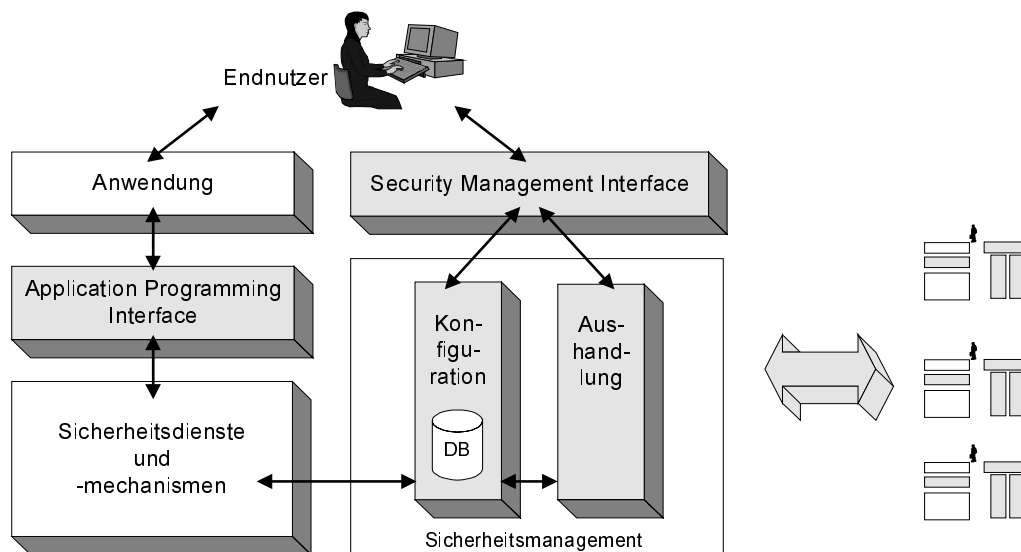 Endnutzer
Anwendung
Security Management Interface
Application Programming
Interface
Kon-
figu-
ration
Aus-
hand-
lung
DB
Sicherheitsdienste
und
-mechanismen
Sicherheitsmanagement